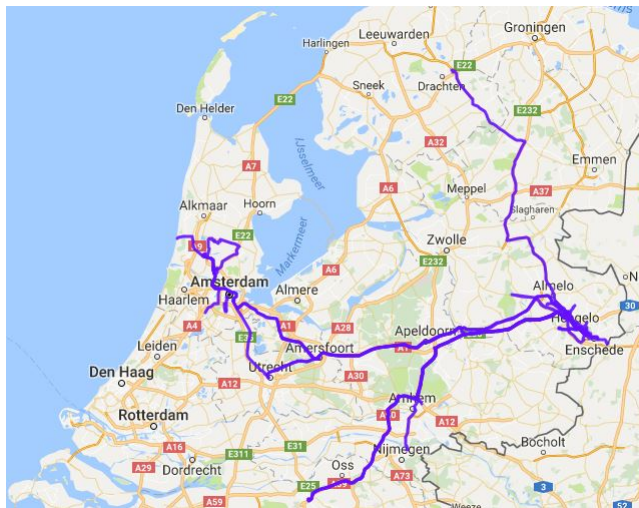 Groningen
Leeuwarden
Harlingen
E22
Drachten
Sneek
E22
Den Helder
E232
A32
Emmen
A7
IJsselmeer
A6
Meppel
A37
Alkmaar
Hoorn
Slagharen
E22
A9
Markermeer
Zwolle
E232
A6
Amsterdam
Almere
Almelo
N
Haarlem
30
Hengelo
A4
A1
A28
Apeldoorn
Enschede
Leiden
Amersfoort
A1
Den Haag
Utrecht
A12
A30
Arnhem
Rotterdam
A12
A16
E311
E31
Nijmegen
Bocholt
A29
Dordrecht
Oss
A73
E25
3
A59
Weeze
52